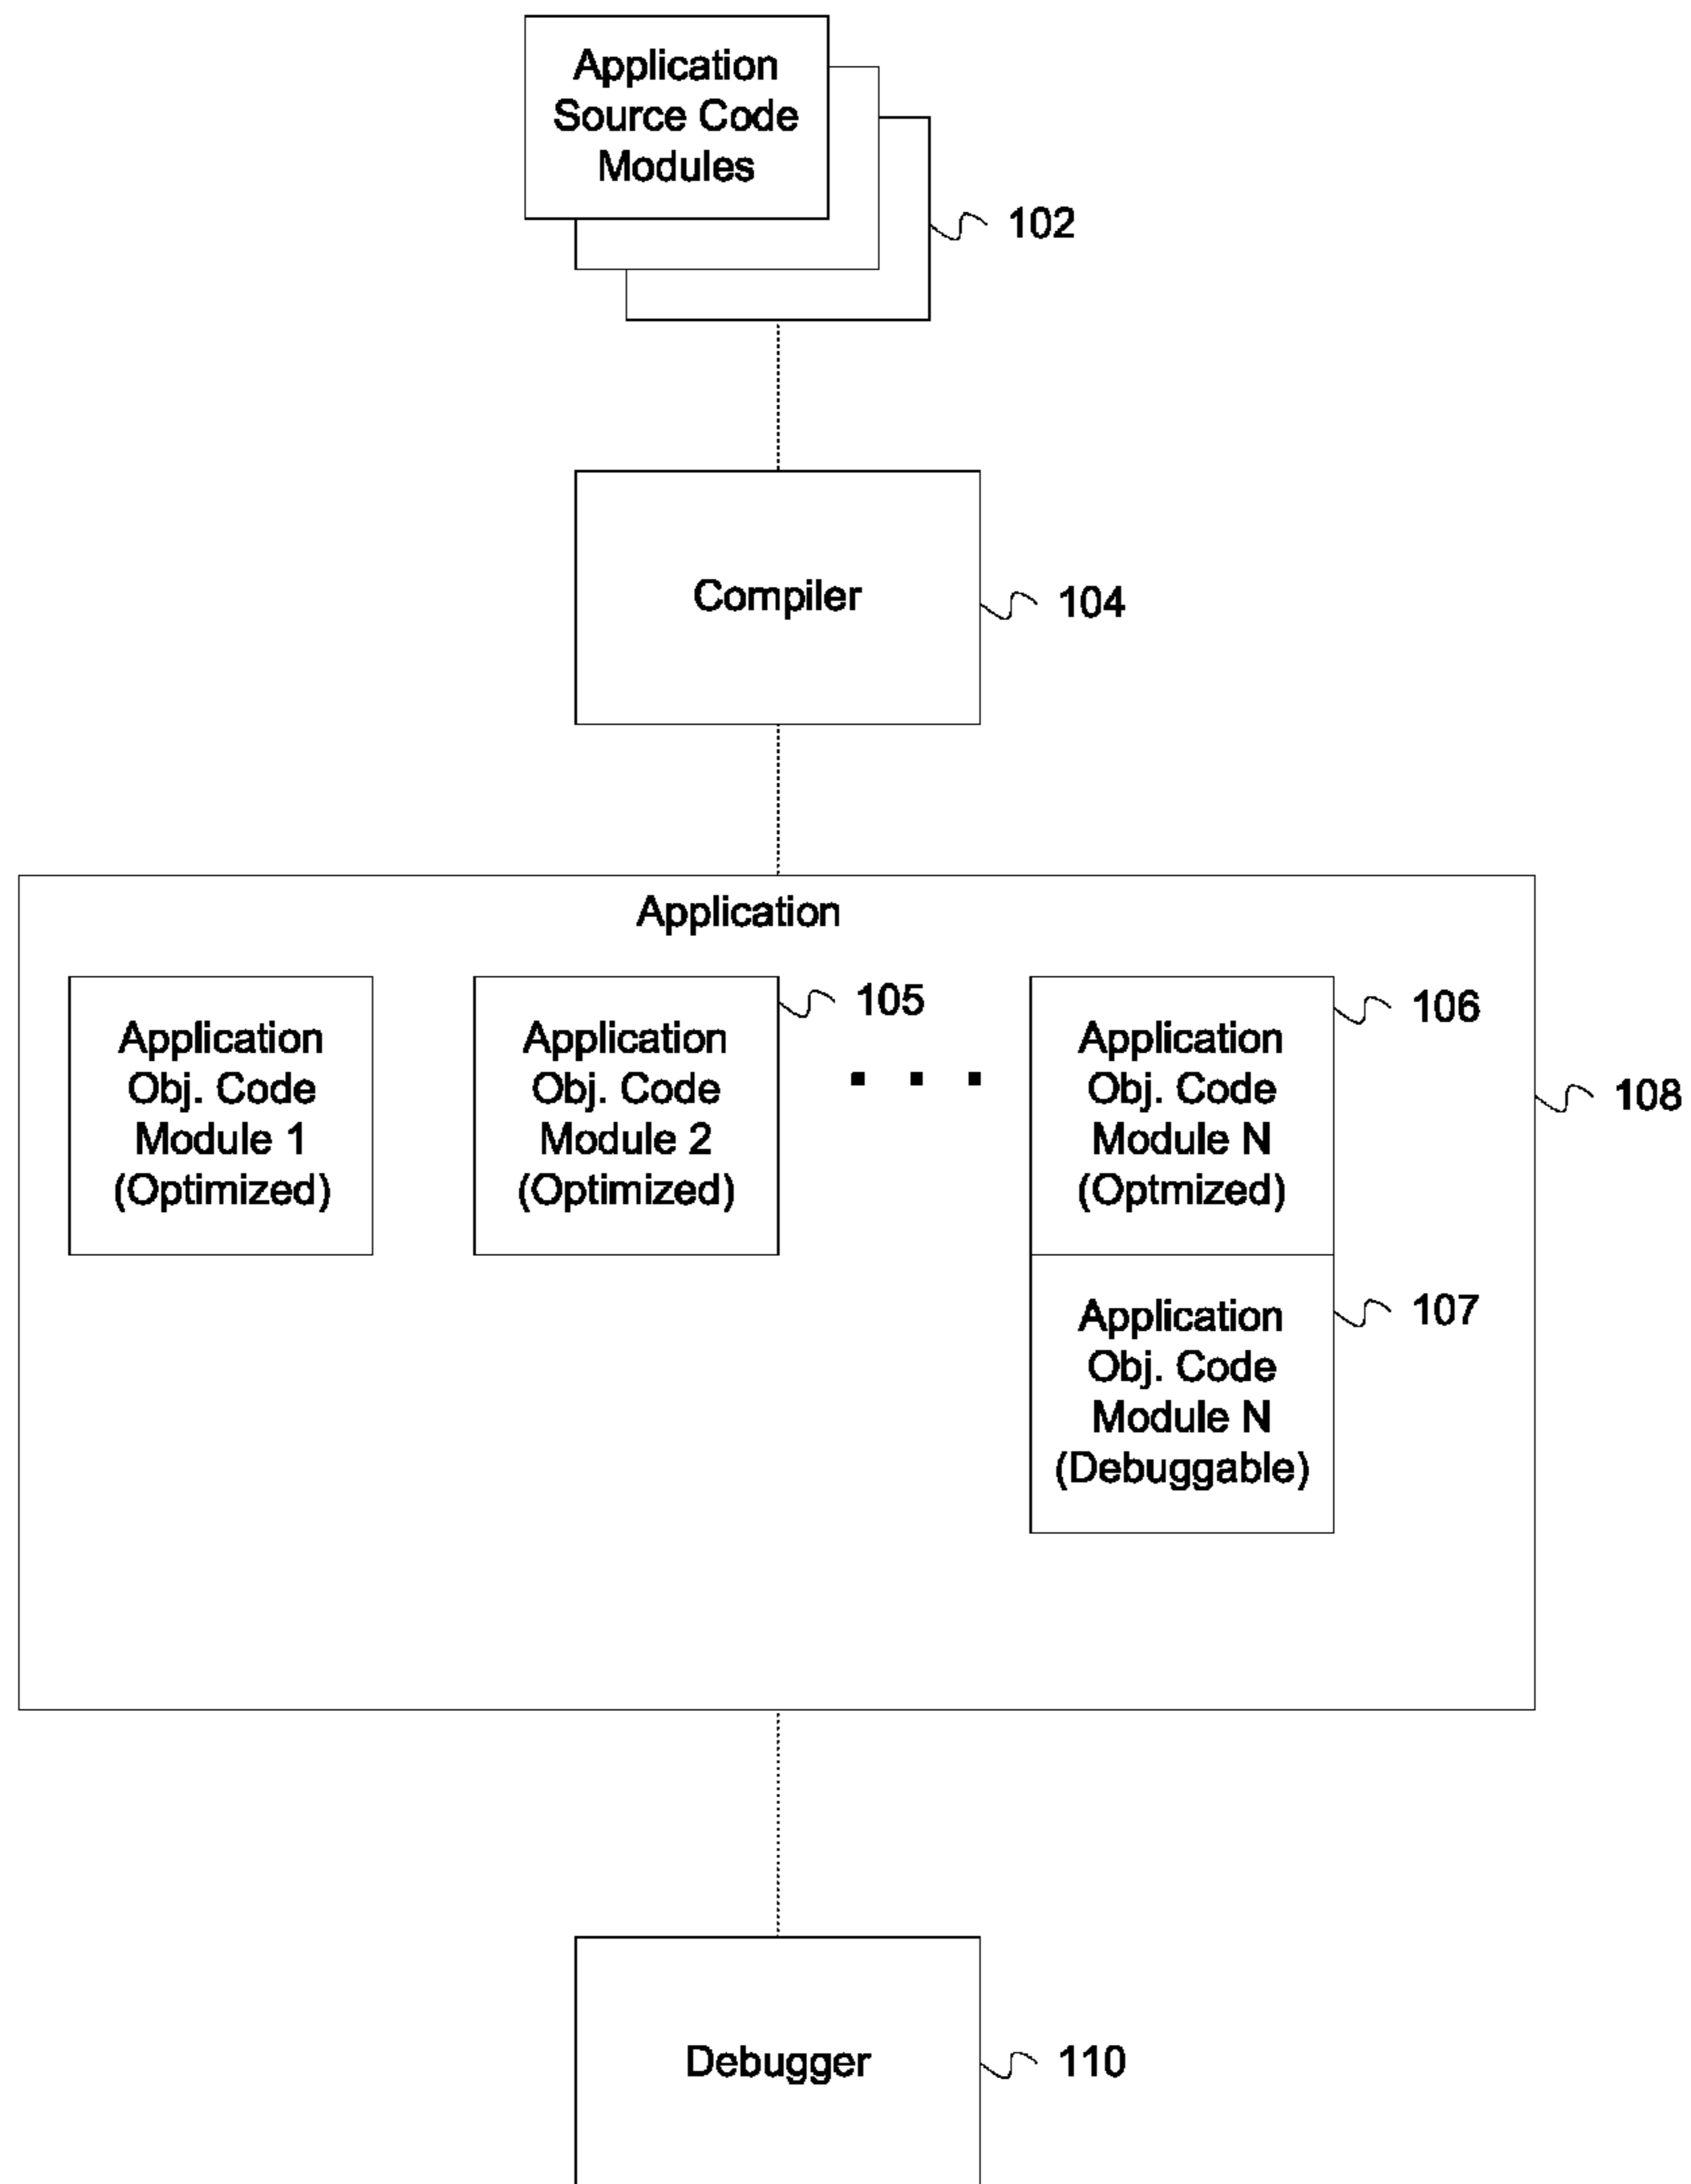 Application
Source Code
Modules
102
Compiler
104
Application
Application
Obj. Code
Module 1
(Optimized)
Application
Obj. Code
Module 2
(Optimized)
105
. . .
Application
Obj. Code
Module N
(Optmized)
106
Application
Obj. Code
Module N
(Debuggable)
107
108
Debugger
110